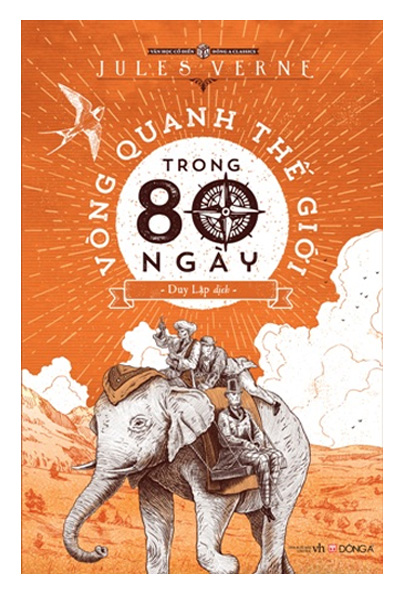 VĂN HỌC CỔ ĐIỂN ĐÔNG A CLASSICS
JULES VERNE
VÒNG QUANH THẾ GIỚI
TRONG
80
NGÀY
- Duy Lập dịch -
vh ĐÔNG A